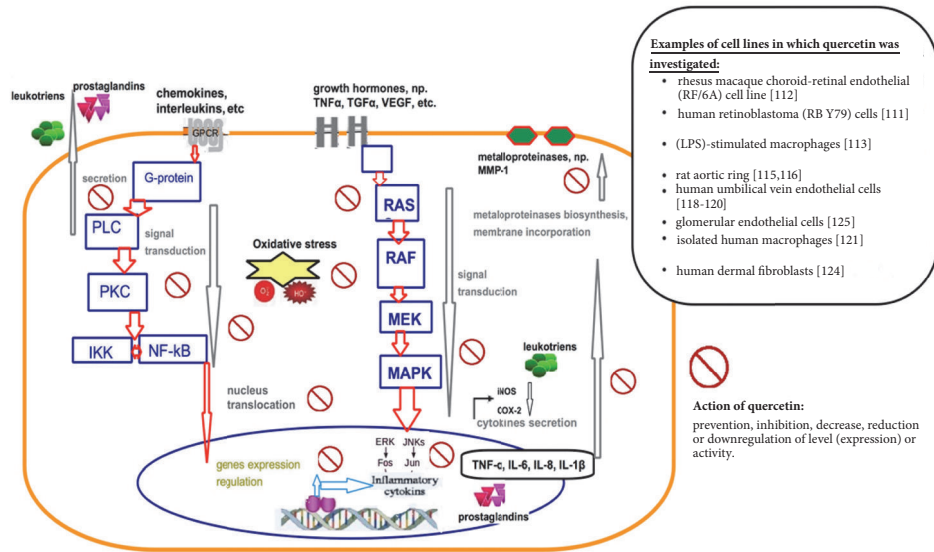 leukotriens
prostaglandins
chemokines,
interleukins, etc
GPCR
growth hormones, np.
TNFα, TGFα, VEGF, etc.
secretion
G-protein
PLC
signal
transduction
PKC
IKK
NF-kB
Oxidative stress
O₂
HO•
RAS
RAF
MEK
MAPK
signal
transduction
metalloproteinases, np.
MMP-1
metaloproteinases biosynthesis,
membrane incorporation
leukotriens
iNOS
COX-2
cytokines secretion
nucleus
translocation
genes expression
regulation
ERK JNKs
Fos Jun
Inflammatory
cytokins
TNF-c, IL-6, IL-8, IL-1β
prostaglandins
Examples of cell lines in which quercetin was
investigated:
• rhesus macaque choroid-retinal endothelial
(RF/6A) cell line [112]
• human retinoblastoma (RB Y79) cells [111]
• (LPS)-stimulated macrophages [113]
• rat aortic ring [115,116]
• human umbilical vein endothelial cells
[118-120]
• glomerular endothelial cells [125]
• isolated human macrophages [121]
• human dermal fibroblasts [124]
Action of quercetin:
prevention, inhibition, decrease, reduction
or downregulation of level (expression) or
activity.